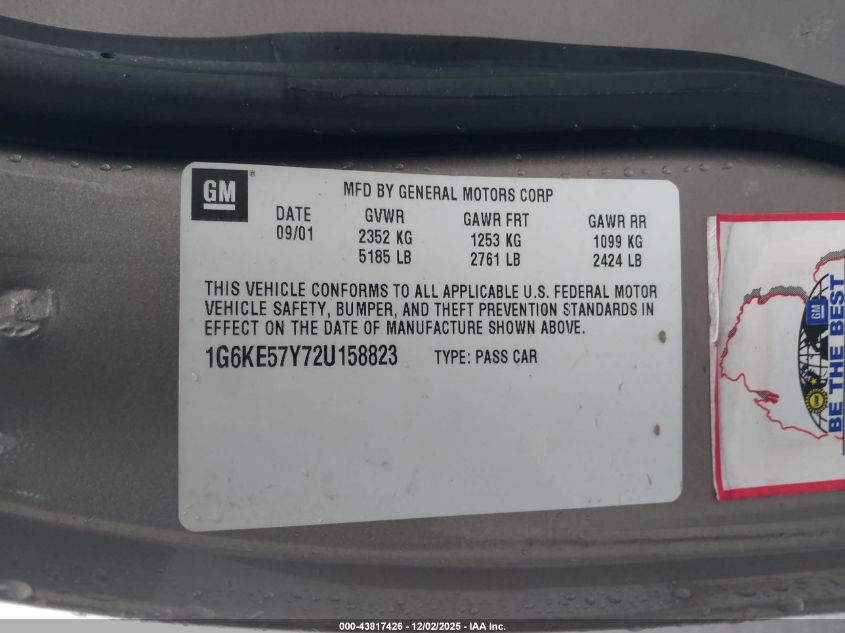 GM®
MFD BY GENERAL MOTORS CORP
DATE GVWR GAWR FRT GAWR RR
09/01 2352 KG 1253 KG 1099 KG
5185 LB 2761 LB 2424 LB
THIS VEHICLE CONFORMS TO ALL APPLICABLE U.S. FEDERAL MOTOR
VEHICLE SAFETY, BUMPER, AND THEFT PREVENTION STANDARDS IN
EFFECT ON THE DATE OF MANUFACTURE SHOWN ABOVE.
1G6KE57Y72U158823 TYPE: PASS CAR
GM
BE THE BEST
000-43817426 - 12/02/2025 - IAA Inc.